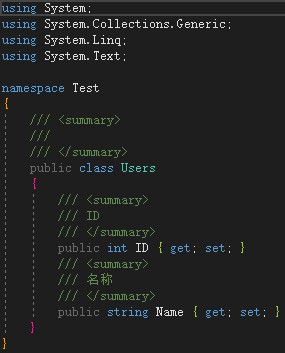 using System;
using System.Collections.Generic;
using System.Linq;
using System.Text;

namespace Test
{
    /// <summary>
    ///
    /// </summary>
    public class Users
    {
        /// <summary>
        /// ID
        /// </summary>
        public int ID { get; set; }
        /// <summary>
        /// 名称
        /// </summary>
        public string Name { get; set; }
    }
}